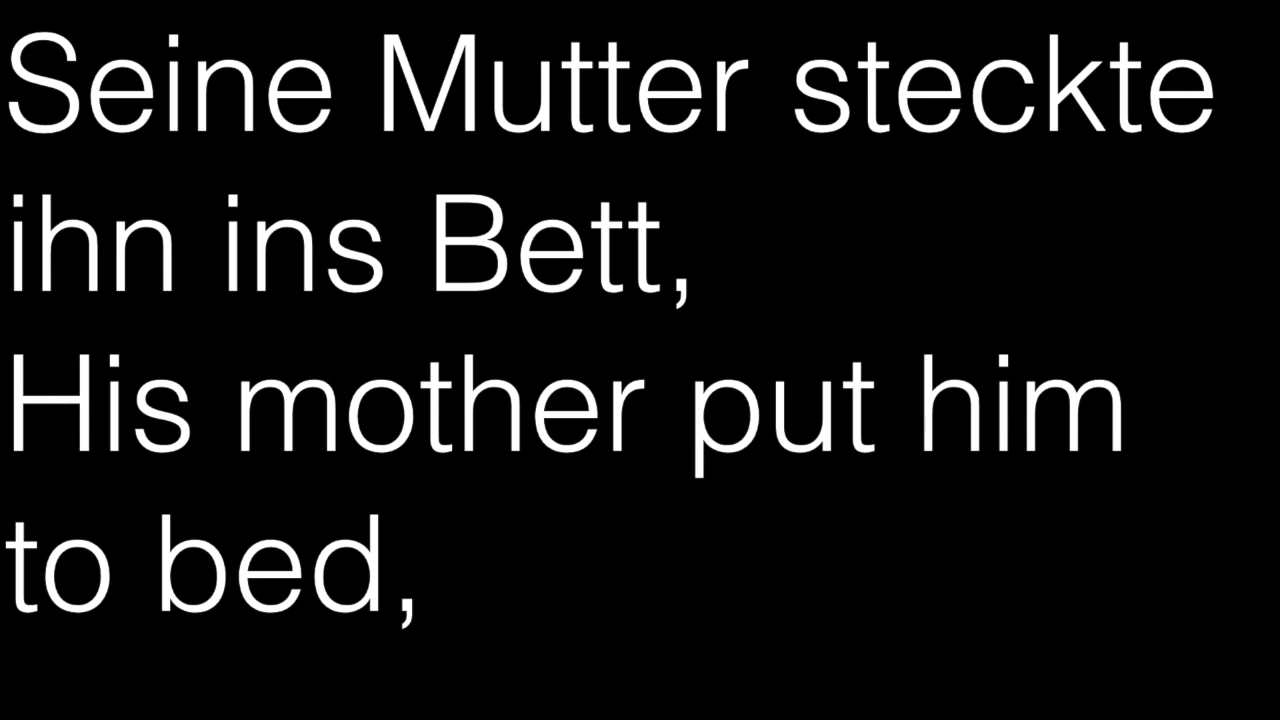 Seine Mutter steckte
ihn ins Bett,
His mother put him
to bed,